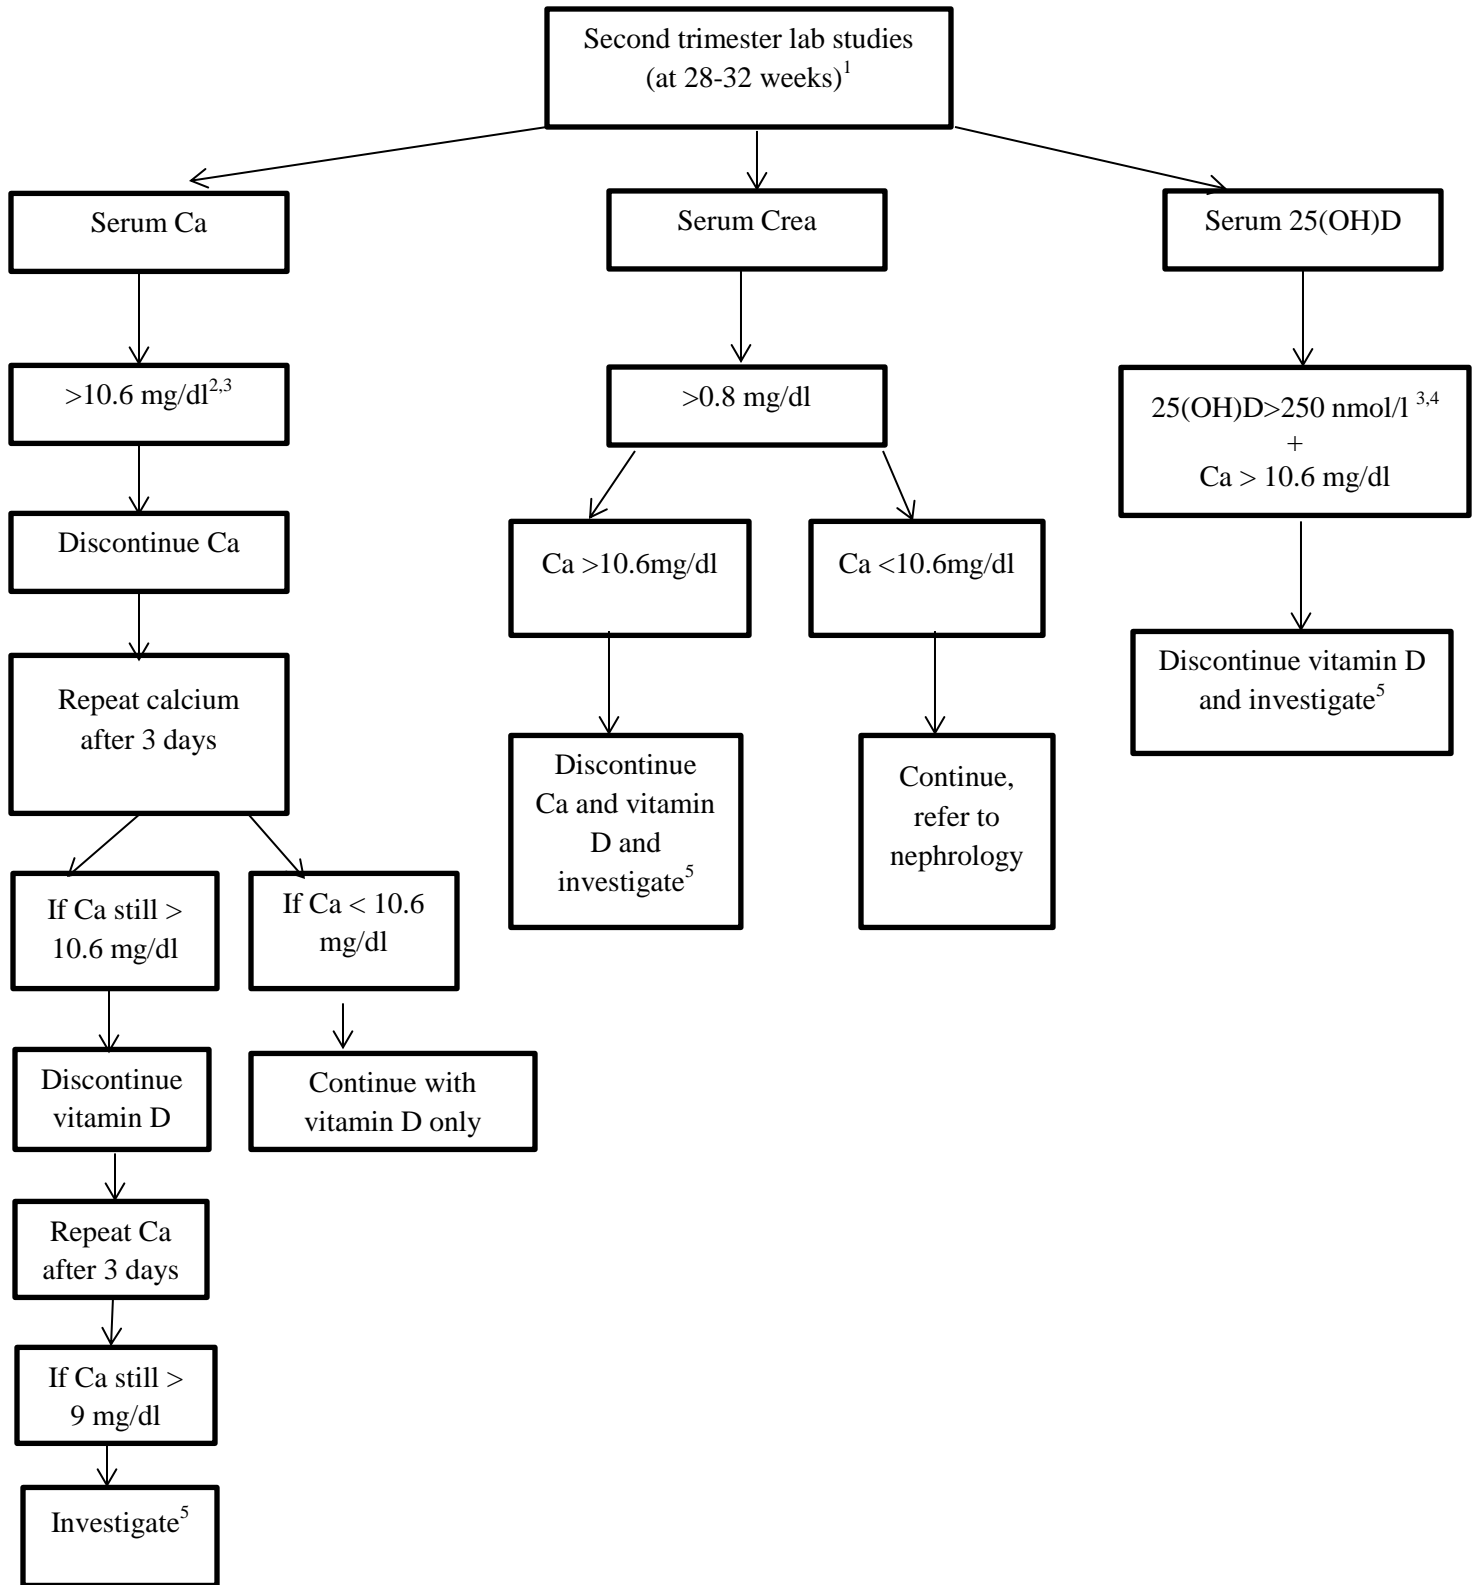 Second trimester lab studies
(at 28-32 weeks)1
Serum Ca
Serum Crea
Serum 25(OH)D
>10.6 mg/dl2,3
>0.8 mg/dl
25(OH)D>250 nmol/l 3,4
+
Ca > 10.6 mg/dl
Discontinue Ca
Ca >10.6mg/dl
Ca <10.6mg/dl
Discontinue vitamin D
and investigate5
Repeat calcium
after 3 days
Discontinue
Ca and vitamin
D and
investigate5
Continue,
refer to
nephrology
If Ca still >
10.6 mg/dl
If Ca < 10.6
mg/dl
Discontinue
vitamin D
Continue with
vitamin D only
Repeat Ca
after 3 days
If Ca still >
9 mg/dl
Investigate5